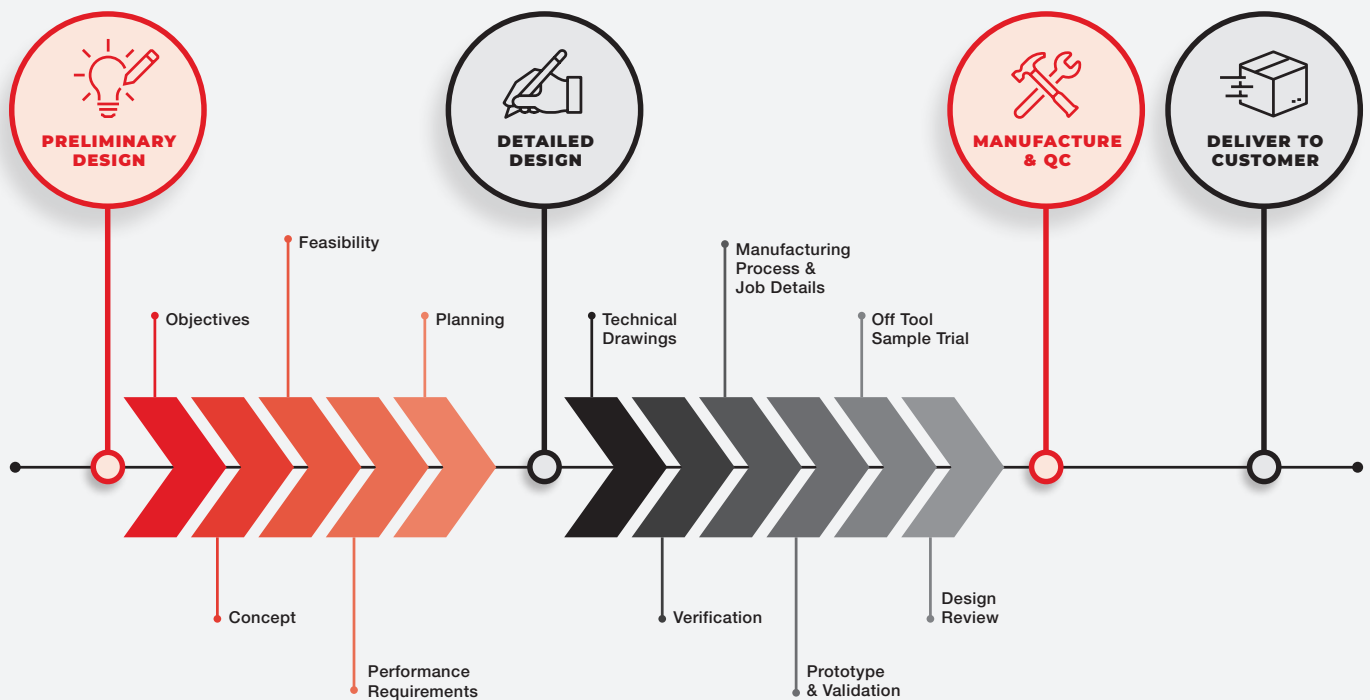 PRELIMINARY
DESIGN
DETAILED
DESIGN
MANUFACTURE
& QC
DELIVER TO
CUSTOMER
Objectives
Concept
Feasibility
Performance
Requirements
Planning
Technical
Drawings
Verification
Manufacturing
Process &
Job Details
Prototype
& Validation
Off Tool
Sample Trial
Design
Review